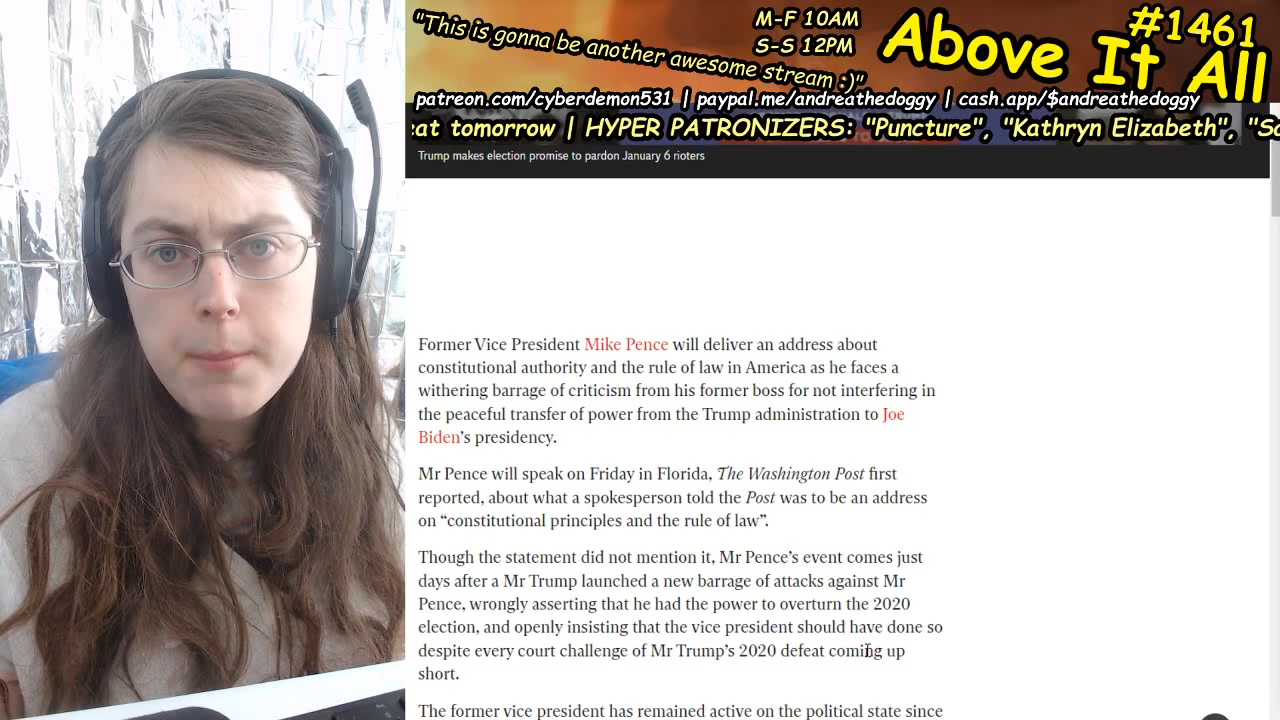 "This is gonna be another awesome stream :)"
M-F 10AM
S-S 12PM
#1461
Above It All
patreon.com/cyberdemon531 | paypal.me/andreathedoggy | cash.app/$andreathedoggy
eat tomorrow | HYPER PATRONIZERS: "Puncture", "Kathryn Elizabeth", "Sc
Trump makes election promise to pardon January 6 rioters
Former Vice President Mike Pence will deliver an address about
constitutional authority and the rule of law in America as he faces a
withering barrage of criticism from his former boss for not interfering in
the peaceful transfer of power from the Trump administration to Joe
Biden’s presidency.
Mr Pence will speak on Friday in Florida, The Washington Post first
reported, about what a spokesperson told the Post was to be an address
on “constitutional principles and the rule of law”.
Though the statement did not mention it, Mr Pence’s event comes just
days after a Mr Trump launched a new barrage of attacks against Mr
Pence, wrongly asserting that he had the power to overturn the 2020
election, and openly insisting that the vice president should have done so
despite every court challenge of Mr Trump’s 2020 defeat coming up
short.
The former vice president has remained active on the political state since